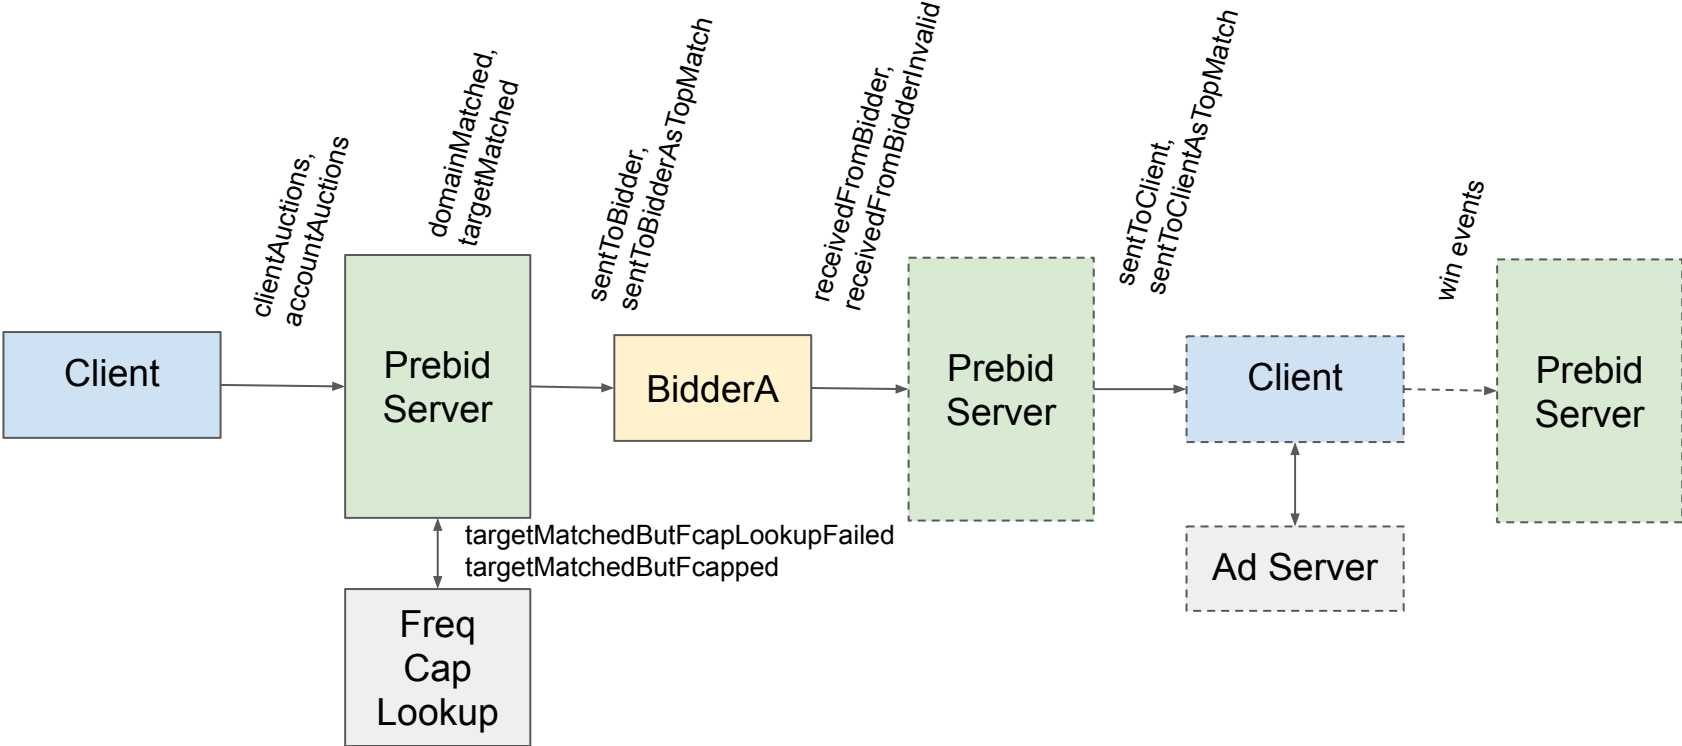 clientAuctions,
accountAuctions
domainMatched,
targetMatched
sentToBidder,
sentToBidderAsTopMatch
receivedFromBidder,
receivedFromBidderInvalid
sentToClient,
sentToClientAsTopMatch
win events
Client
Prebid
Server
BidderA
Prebid
Server
Client
Prebid
Server
targetMatchedButFcapLookupFailed
targetMatchedButFcapped
Ad Server
Freq
Cap
Lookup